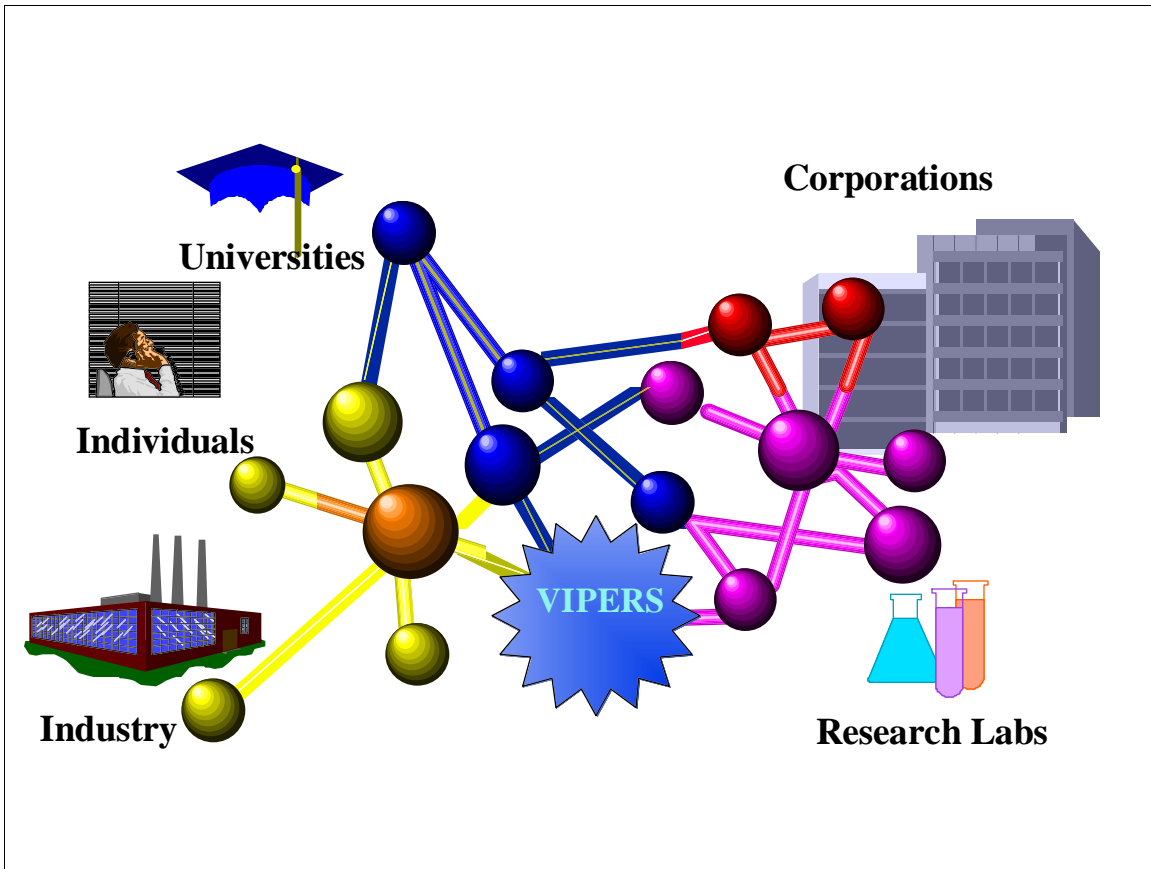 Corporations
Universities
Individuals
VIPERS
Industry
Research Labs